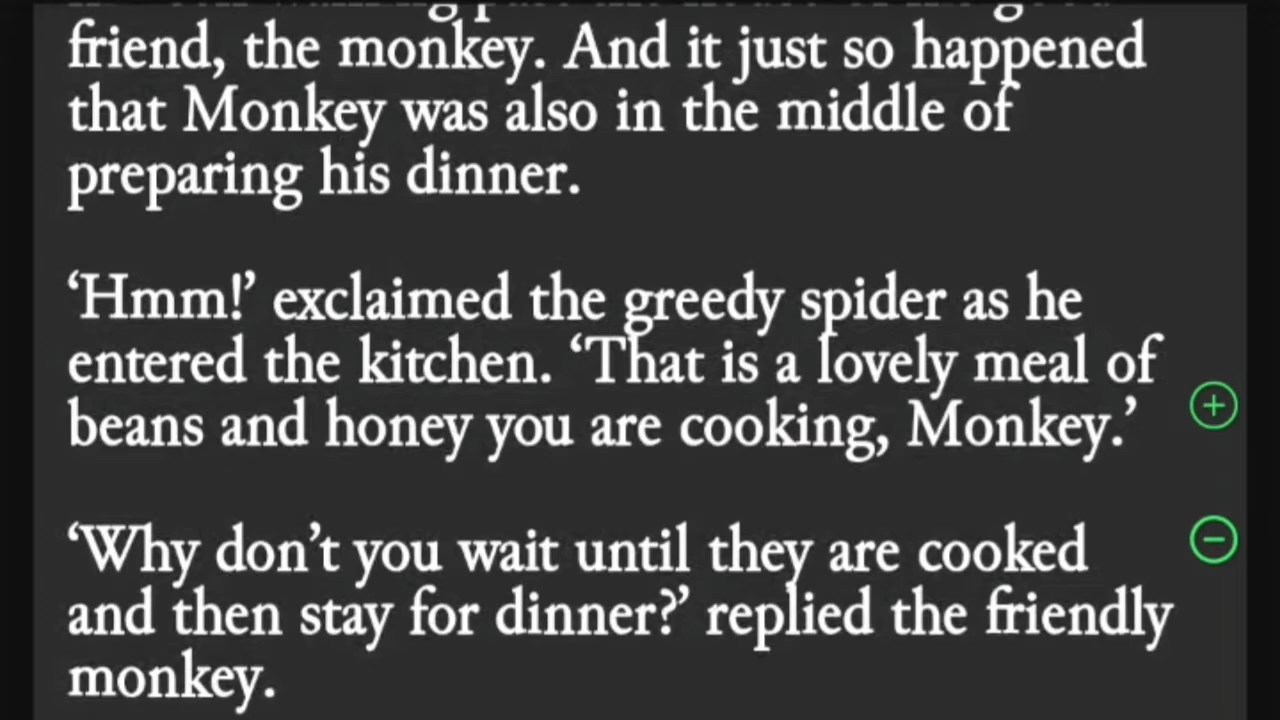 friend, the monkey. And it just so happened
that Monkey was also in the middle of
preparing his dinner.
‘Hmm!’ exclaimed the greedy spider as he
entered the kitchen. ‘That is a lovely meal of
beans and honey you are cooking, Monkey.’
‘Why don’t you wait until they are cooked
and then stay for dinner?’ replied the friendly
monkey.